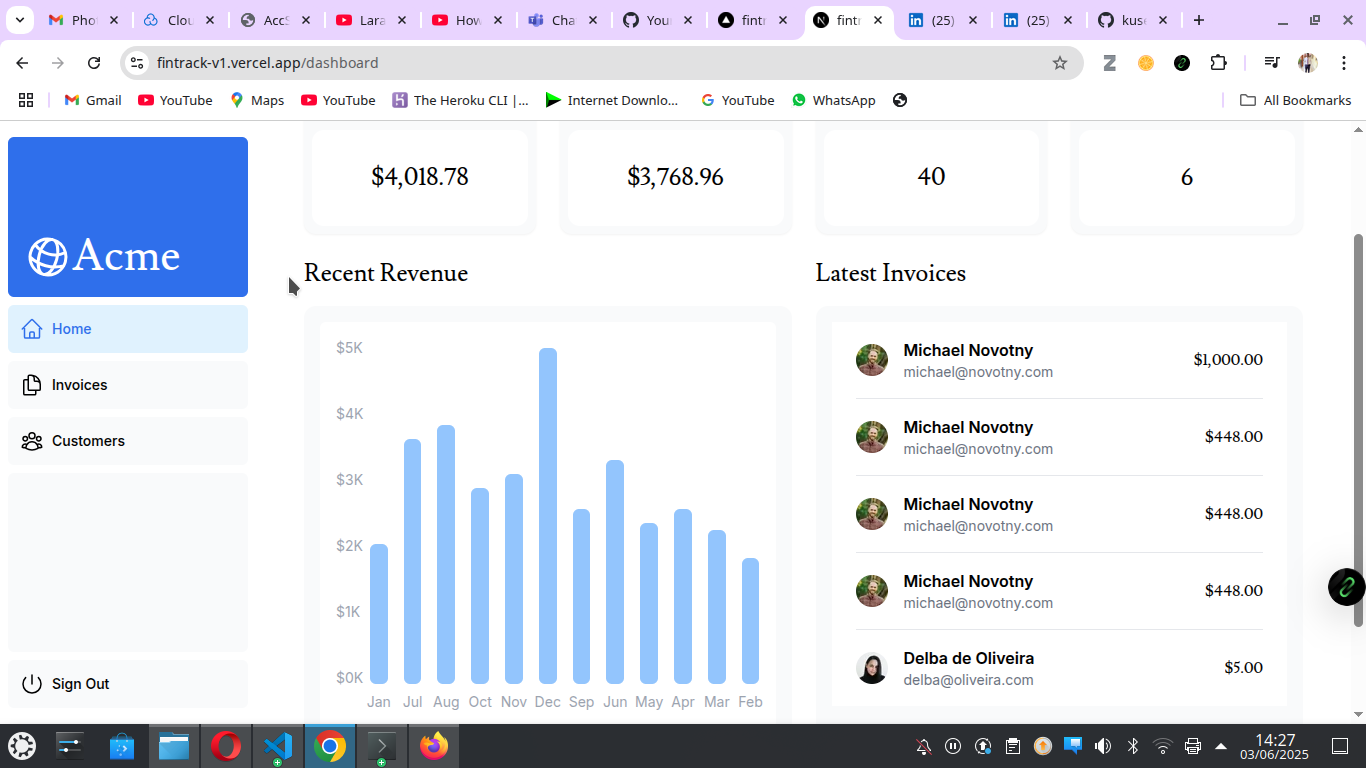 Pho
Clou
AccS
Lara
How
Cha
You
fintr
fintr
(25)
(25)
kus
fintrack-v1.vercel.app/dashboard
Gmail
YouTube
Maps
YouTube
The Heroku CLI |...
Internet Downlo...
YouTube
WhatsApp
All Bookmarks
Acme
Home
Invoices
Customers
Sign Out
$4,018.78
$3,768.96
40
6
Recent Revenue
$5K
$4K
$3K
$2K
$1K
$0K
Jan Jul Aug Oct Nov Dec Sep Jun May Apr Mar Feb
Latest Invoices
Michael Novotny
michael@novotny.com
$1,000.00
Michael Novotny
michael@novotny.com
$448.00
Michael Novotny
michael@novotny.com
$448.00
Michael Novotny
michael@novotny.com
$448.00
Delba de Oliveira
delba@oliveira.com
$5.00
14:27
03/06/2025